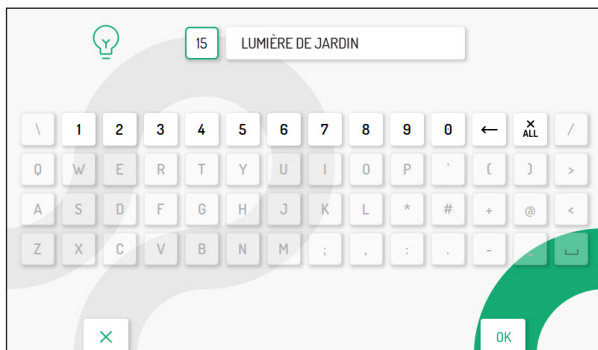 15 LUMIÈRE DE JARDIN
\ 1 2 3 4 5 6 7 8 9 0 ← × ALL /
Q W E R T Y U I O P ' ( ) >
A S D F G H J K L * # + @ <
Z X C V B N M ; , : . - _
× OK